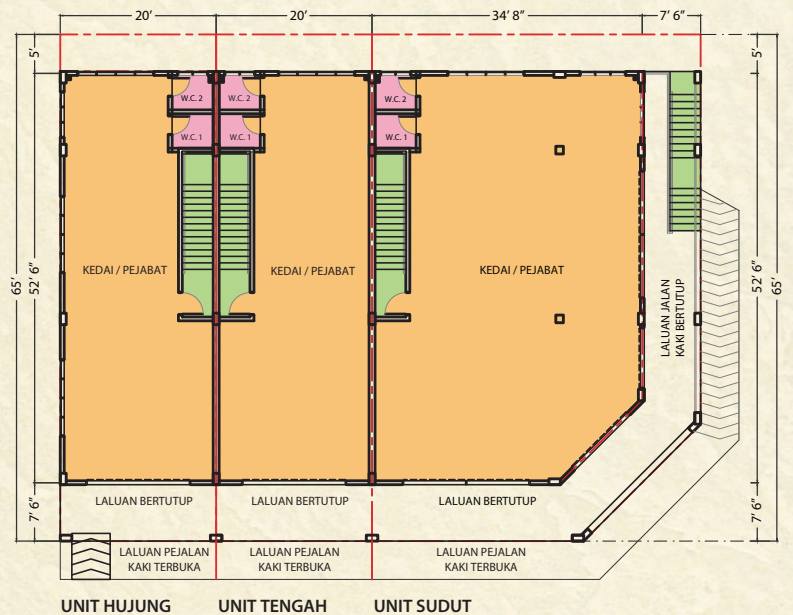 20'
20'
34' 8"
7' 6"
5'
5'
W.C. 2
W.C. 2
W.C. 2
W.C. 1
W.C. 1
W.C. 1
KEDAI / PEJABAT
KEDAI / PEJABAT
KEDAI / PEJABAT
65'
52' 6"
LALUAN JALAN
KAKI BERTUTUP
52' 6"
65'
LALUAN BERTUTUP
LALUAN BERTUTUP
LALUAN BERTUTUP
7' 6"
7' 6"
LALUAN PEJALAN
KAKI TERBUKA
LALUAN PEJALAN
KAKI TERBUKA
LALUAN PEJALAN
KAKI TERBUKA
UNIT HUJUNG
UNIT TENGAH
UNIT SUDUT